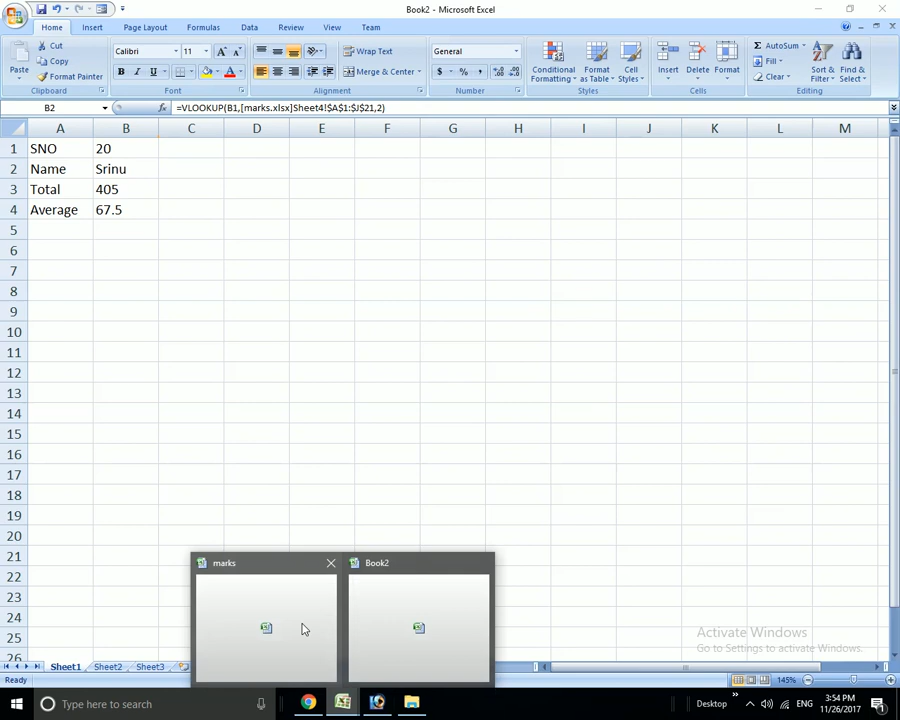 Book2 - Microsoft Excel
Home Insert Page Layout Formulas Data Review View Team
Cut
Copy
Format Painter
Paste
Clipboard
Calibri 11
B I U
Font
Wrap Text
Merge & Center
Alignment
General
$ % ,
Number
Conditional Formatting
Format as Table
Cell Styles
Styles
Insert Delete Format
Cells
Σ AutoSum
Fill
Clear
Sort & Filter
Find & Select
Editing
B2 fx =VLOOKUP(B1,[marks.xlsx]Sheet4!$A$1:$J$21,2)
A B C D E F G H I J K L M
1 SNO 20
2 Name Srinu
3 Total 405
4 Average 67.5
5
6
7
8
9
10
11
12
13
14
15
16
17
18
19
20
21
22
23
24
25
26
marks Book2
Activate Windows
Go to Settings to activate Windows.
Sheet1 Sheet2 Sheet3
Ready 145%
Type here to search
Desktop ENG 3:54 PM
11/26/2017 1